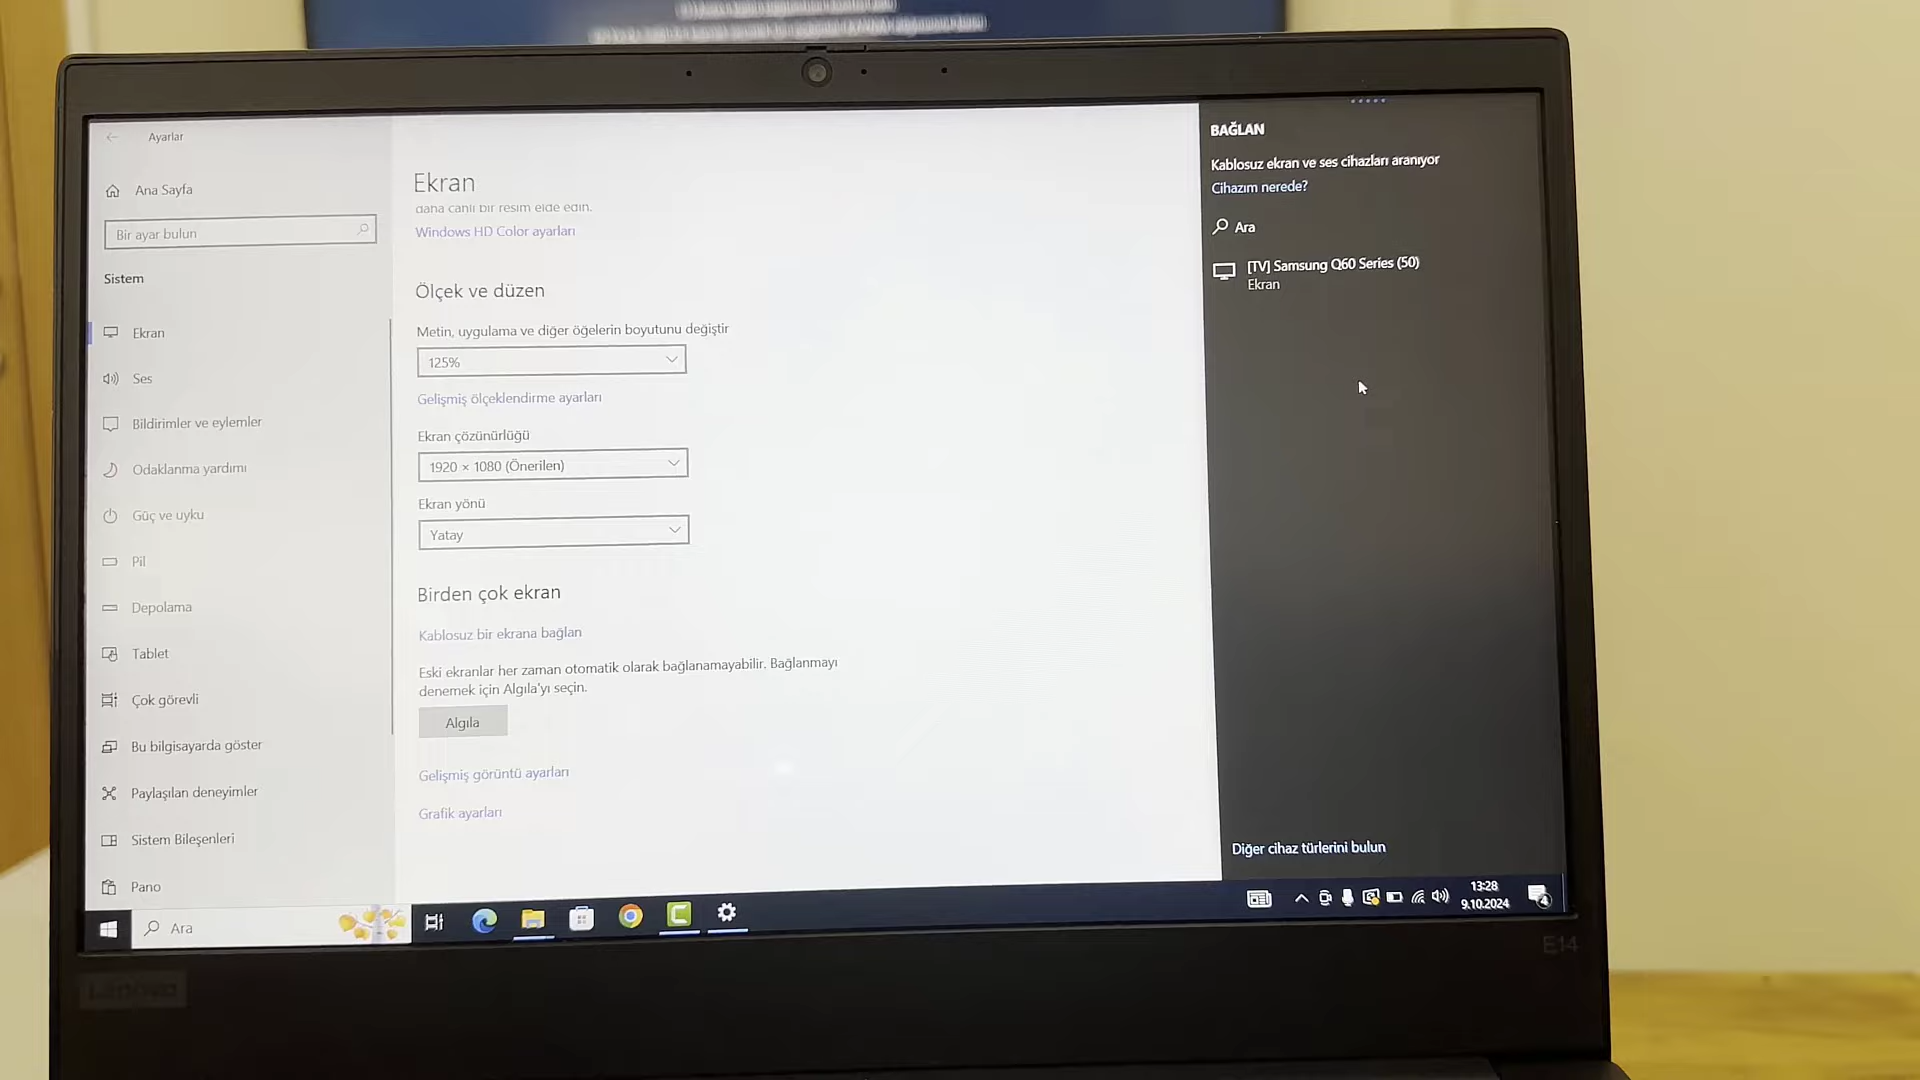 Ayarlar
Ana Sayfa
Bir ayar bulun
Sistem
Ekran
Ses
Bildirimler ve eylemler
Odaklanma yardımı
Güç ve uyku
Pil
Depolama
Tablet
Çok görevli
Bu bilgisayarda göster
Paylaşılan deneyimler
Sistem Bileşenleri
Pano
Ekran
daha canlı bir resim elde edin.
Windows HD Color ayarları
Ölçek ve düzen
Metin, uygulama ve diğer öğelerin boyutunu değiştir
125%
Gelişmiş ölçeklendirme ayarları
Ekran çözünürlüğü
1920 × 1080 (Önerilen)
Ekran yönü
Yatay
Birden çok ekran
Kablosuz bir ekrana bağlan
Eski ekranlar her zaman otomatik olarak bağlanamayabilir. Bağlanmayı
denemek için Algıla'yı seçin.
Algıla
Gelişmiş görüntü ayarları
Grafik ayarları
BAĞLAN
Kablosuz ekran ve ses cihazları aranıyor
Cihazım nerede?
Ara
[TV] Samsung Q60 Series (50)
Ekran
Diğer cihaz türlerini bulun
Ara
13:28
9.10.2024
4
E14
Lenovo